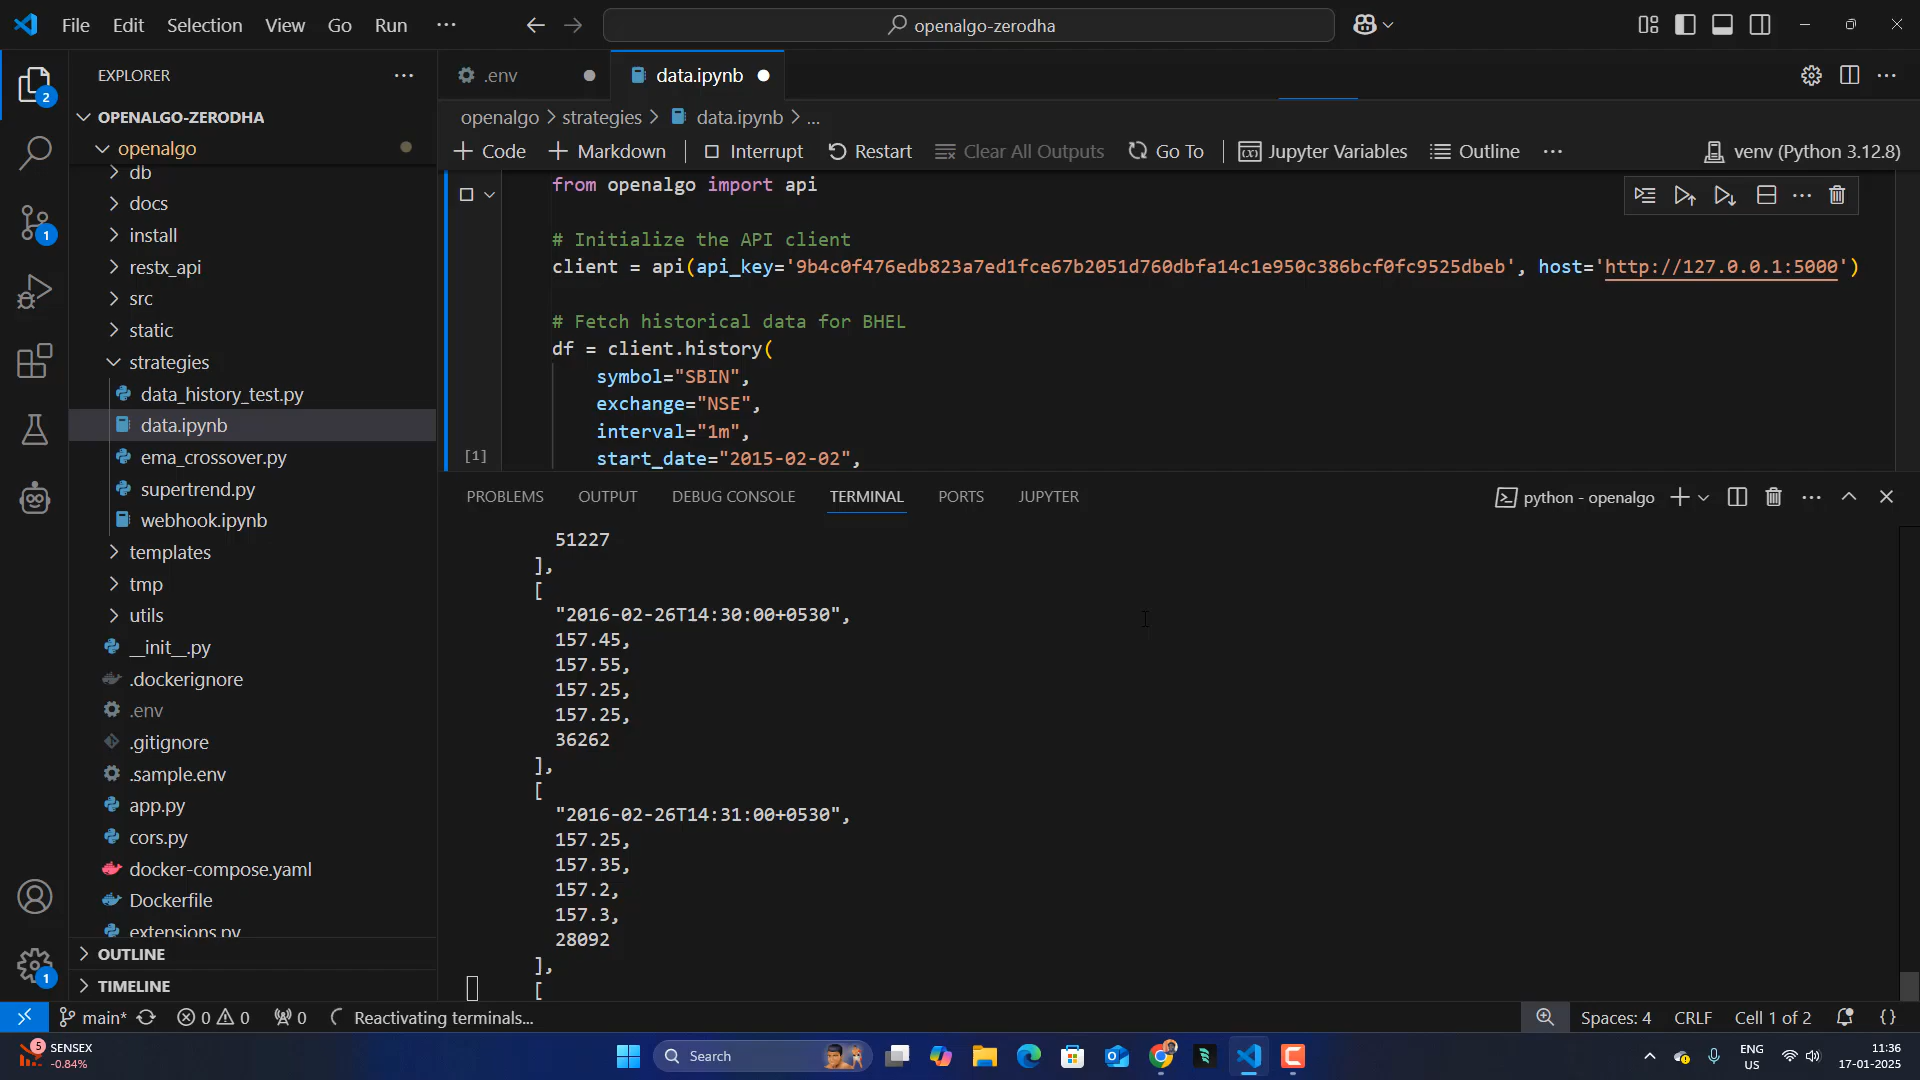 File Edit Selection View Go Run ··· openalgo-zerodha
EXPLORER
.env
data.ipynb
OPENALGO-ZERODHA
openalgo > strategies > data.ipynb > ...
openalgo
Code Markdown Interrupt Restart Clear All Outputs Go To Jupyter Variables Outline ··· venv (Python 3.12.8)
2
db
docs
install
1
restx_api
src
static
strategies
data_history_test.py
data.ipynb
ema_crossover.py
supertrend.py
webhook.ipynb
templates
tmp
utils
__init__.py
.dockerignore
.env
.gitignore
.sample.env
app.py
cors.py
docker-compose.yaml
Dockerfile
extensions.py
OUTLINE
TIMELINE
1
from openalgo import api
# Initialize the API client
client = api(api_key='9b4c0f476edb823a7ed1fce67b2051d760dbfa14c1e950c386bcf0fc9525dbeb', host='http://127.0.0.1:5000')
# Fetch historical data for BHEL
df = client.history(
symbol="SBIN",
exchange="NSE",
interval="1m",
[1] start_date="2015-02-02",
PROBLEMS OUTPUT DEBUG CONSOLE TERMINAL PORTS JUPYTER python - openalgo
51227
],
[
"2016-02-26T14:30:00+0530",
157.45,
157.55,
157.25,
157.25,
36262
],
[
"2016-02-26T14:31:00+0530",
157.25,
157.35,
157.2,
157.3,
28092
],
[
main* 0 0 0 Reactivating terminals... Spaces: 4 CRLF Cell 1 of 2 {}
5 SENSEX
-0.84%
Search
ENG
US
11:36
17-01-2025